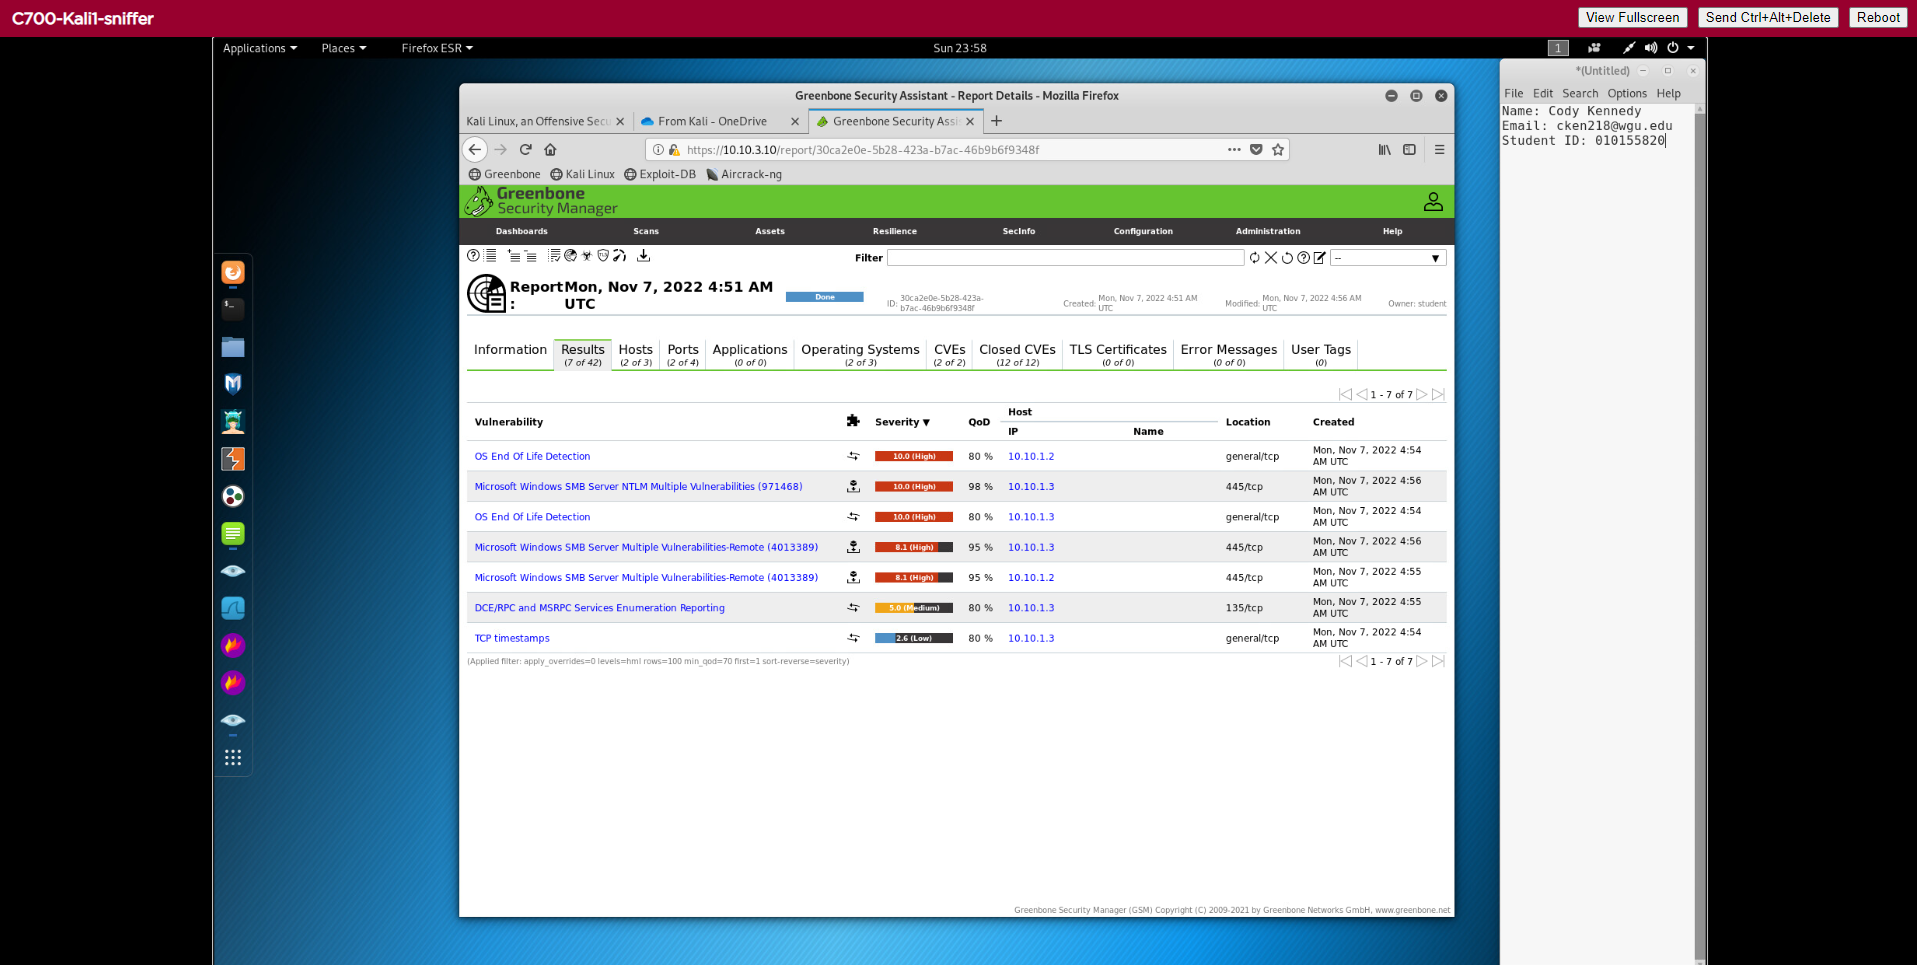 C700-Kali1-sniffer
View Fullscreen
Send Ctrl+Alt+Delete
Reboot
Applications
Places
Firefox ESR
Sun 23:58
1
Greenbone Security Assistant - Report Details - Mozilla Firefox
Kali Linux, an Offensive Secu
From Kali - OneDrive
Greenbone Security Assis
https://10.10.3.10/report/30ca2e0e-5b28-423a-b7ac-46b9b6f9348f
Greenbone
Kali Linux
Exploit-DB
Aircrack-ng
Greenbone
Security Manager
Dashboards
Scans
Assets
Resilience
SecInfo
Configuration
Administration
Help
Filter
--
Report:
Mon, Nov 7, 2022 4:51 AM UTC
Done
ID: 30ca2e0e-5b28-423a-b7ac-46b9b6f9348f
Created: Mon, Nov 7, 2022 4:51 AM UTC
Modified: Mon, Nov 7, 2022 4:56 AM UTC
Owner: student
Information
Results (7 of 42)
Hosts (2 of 3)
Ports (2 of 4)
Applications (0 of 0)
Operating Systems (2 of 3)
CVEs (2 of 2)
Closed CVEs (12 of 12)
TLS Certificates (0 of 0)
Error Messages (0 of 0)
User Tags (0)
1 - 7 of 7
Vulnerability Severity QoD Host IP Name Location Created
OS End Of Life Detection 10.0 (High) 80 % 10.10.1.2 general/tcp Mon, Nov 7, 2022 4:54 AM UTC
Microsoft Windows SMB Server NTLM Multiple Vulnerabilities (971468) 10.0 (High) 98 % 10.10.1.3 445/tcp Mon, Nov 7, 2022 4:56 AM UTC
OS End Of Life Detection 10.0 (High) 80 % 10.10.1.3 general/tcp Mon, Nov 7, 2022 4:54 AM UTC
Microsoft Windows SMB Server Multiple Vulnerabilities-Remote (4013389) 8.1 (High) 95 % 10.10.1.3 445/tcp Mon, Nov 7, 2022 4:56 AM UTC
Microsoft Windows SMB Server Multiple Vulnerabilities-Remote (4013389) 8.1 (High) 95 % 10.10.1.2 445/tcp Mon, Nov 7, 2022 4:55 AM UTC
DCE/RPC and MSRPC Services Enumeration Reporting 5.0 (Medium) 80 % 10.10.1.3 135/tcp Mon, Nov 7, 2022 4:55 AM UTC
TCP timestamps 2.6 (Low) 80 % 10.10.1.3 general/tcp Mon, Nov 7, 2022 4:54 AM UTC
(Applied filter: apply_overrides=0 levels=hml rows=100 min_qod=70 first=1 sort-reverse=severity)
1 - 7 of 7
Greenbone Security Manager (GSM) Copyright (C) 2009-2021 by Greenbone Networks GmbH, www.greenbone.net
*(Untitled)
File Edit Search Options Help
Name: Cody Kennedy
Email: cken218@wgu.edu
Student ID: 010155820